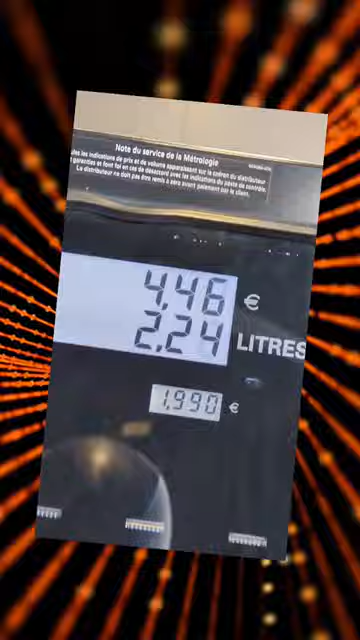 Note du service de la Métrologie
les indications de prix et de volume apparaissant sur le cadran du distributeur
garanties et font foi en cas de désaccord avec les indications du poste de contrôle.
Le distributeur ne doit pas être remis à zéro avant paiement par le client.
4,46 €
2,24 LITRES
1,990 €